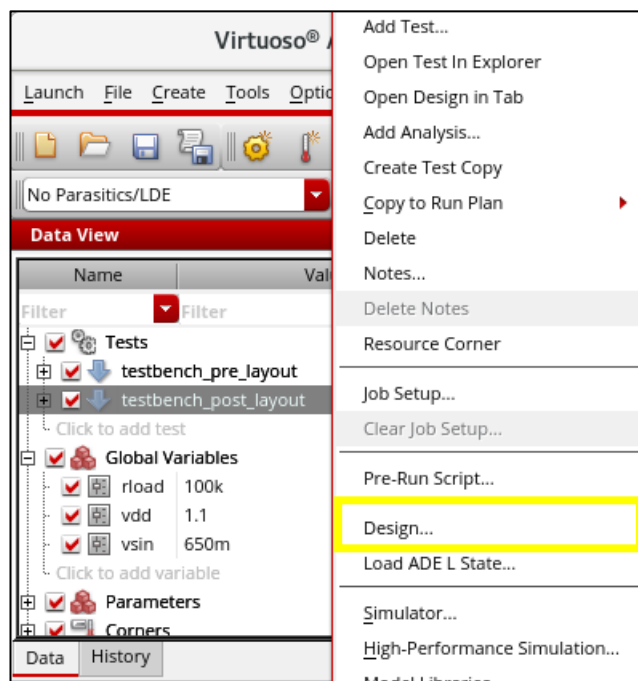 Virtuoso®
Launch File Create Tools
No Parasitics/LDE
Data View
Name
Filter Filter
Tests
testbench_pre_layout
testbench_post_layout
Click to add test
Global Variables
rload 100k
vdd 1.1
vsin 650m
Click to add variable
Parameters
Corners
Data History
Add Test...
Open Test In Explorer
Open Design in Tab
Add Analysis...
Create Test Copy
Copy to Run Plan
Delete
Notes...
Delete Notes
Resource Corner
Job Setup...
Clear Job Setup...
Pre-Run Script...
Design...
Load ADE L State...
Simulator...
High-Performance Simulation...